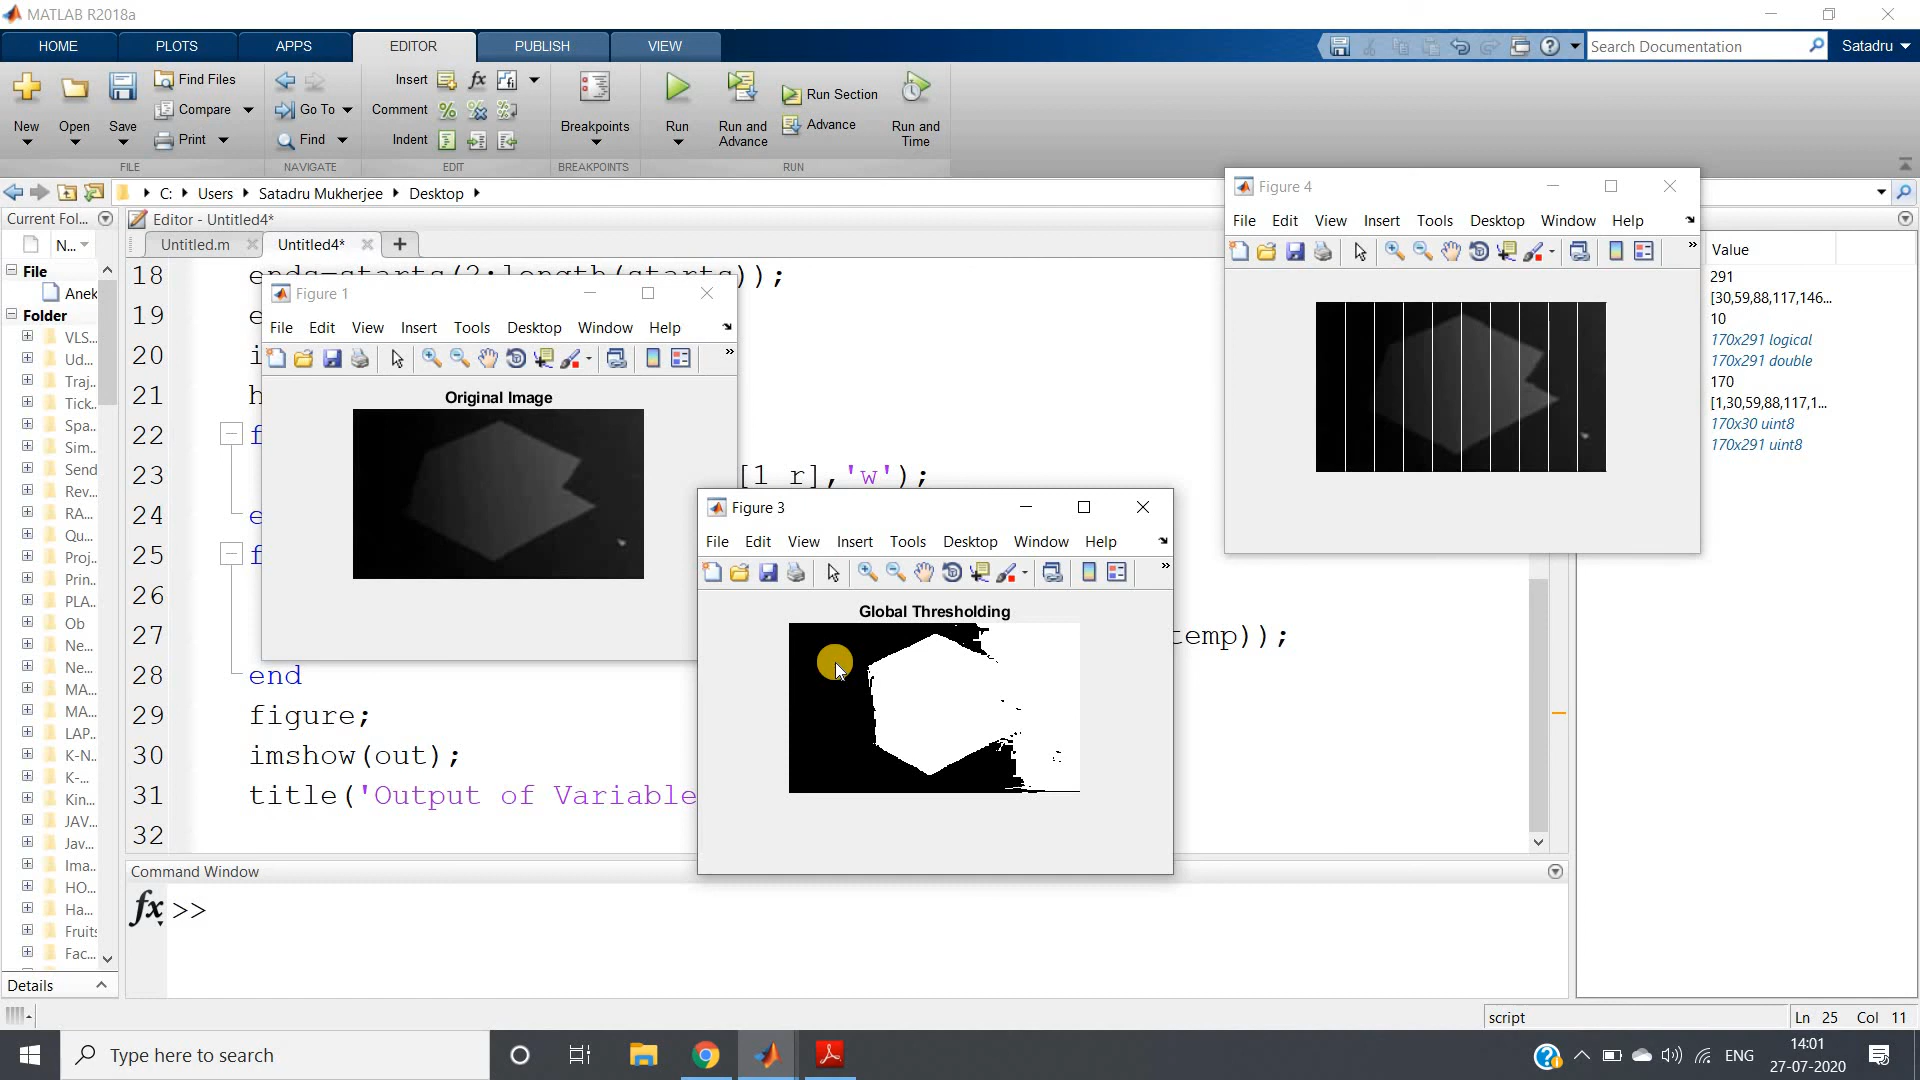 MATLAB R2018a
HOME PLOTS APPS EDITOR PUBLISH VIEW
Search Documentation
Satadru
New
Open
Save
Find Files
Compare
Print
FILE
Go To
Find
NAVIGATE
Insert
Comment
Indent
EDIT
Breakpoints
BREAKPOINTS
Run
Run and Advance
Run Section
Advance
Run and Time
RUN
C: Users Satadru Mukherjee Desktop
Current Fol...
N...
File
Anek
Folder
VLS...
Ud...
Traj...
Tick...
Spa...
Sim...
Send
Rev...
RA...
Qu...
Proj...
Prin...
PLA...
Ob
Ne...
Ne...
MA...
MA...
LAP...
K-N...
K-...
Kin...
JAV...
Jav...
Ima...
HO...
Ha...
Fruits
Fac...
Details
Editor - Untitled4*
Untitled.m Untitled4*
18 ends=starts(2:length(starts));
19 e
20 i
21 h
22 f
23 [1 r],'w');
24 e
25 f
26
27 temp));
28 end
29 figure;
30 imshow(out);
31 title('Output of Variable
32
Figure 1
File Edit View Insert Tools Desktop Window Help
Original Image
Figure 3
File Edit View Insert Tools Desktop Window Help
Global Thresholding
Figure 4
File Edit View Insert Tools Desktop Window Help
Value
291
[30,59,88,117,146...
10
170x291 logical
170x291 double
170
[1,30,59,88,117,1...
170x30 uint8
170x291 uint8
Command Window
fx >>
script
Ln 25 Col 11
Type here to search
ENG
14:01
27-07-2020